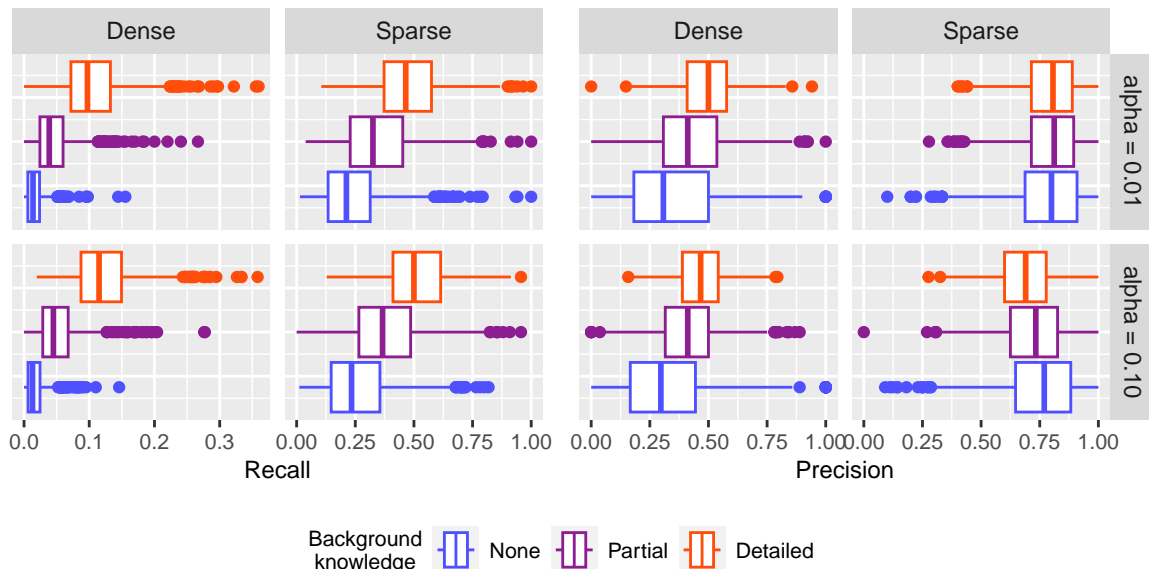 Dense
Sparse
Dense
Sparse
alpha = 0.01
alpha = 0.10
0.0 0.1 0.2 0.3
0.00 0.25 0.50 0.75 1.00
0.00 0.25 0.50 0.75 1.00
0.00 0.25 0.50 0.75 1.00
Recall
Precision
Background
knowledge
None
Partial
Detailed